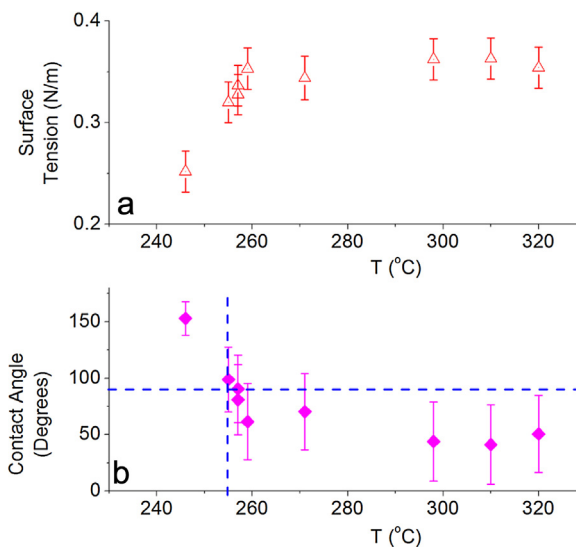 0.4
0.3
0.2
Surface
Tension (N/m)
a
240 260 280 300 320
T (°C)
150
100
50
0
Contact Angle
(Degrees)
b
240 260 280 300 320
T (°C)